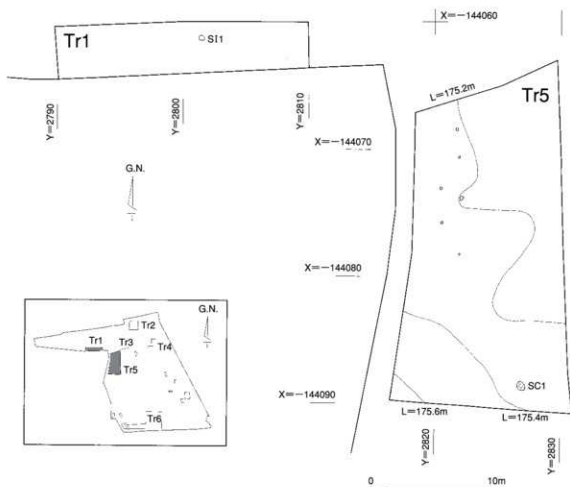 X=−144060
Tr1
SI1
Tr5
L=175.2m
Y=2790
Y=2800
Y=2810
X=−144070
G.N.
X=−144080
G.N.
Tr2
Tr1
Tr3
Tr4
Tr5
Tr6
SC1
X=−144090
L=175.6m
L=175.4m
Y=2820
Y=2830
0
10m